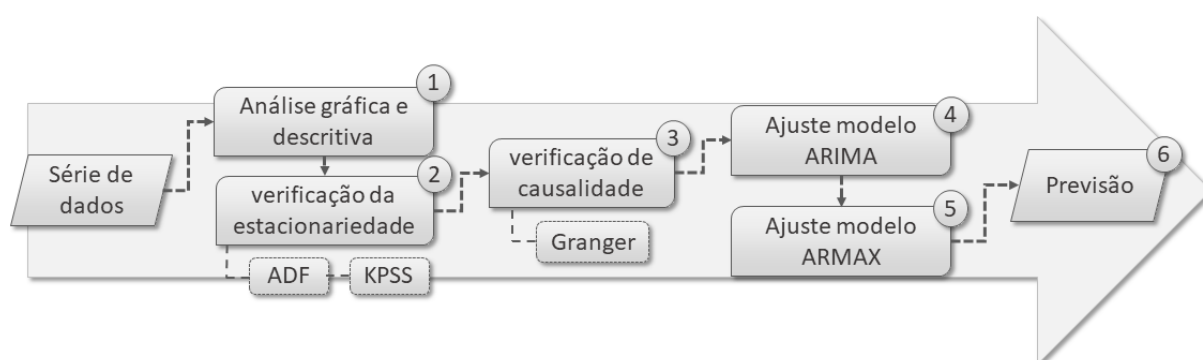 Série de
dados
1
Análise gráfica e
descritiva
2
verificação da
estacionariedade
ADF
KPSS
3
verificação de
causalidade
Granger
4
Ajuste modelo
ARIMA
5
Ajuste modelo
ARMAX
6
Previsão